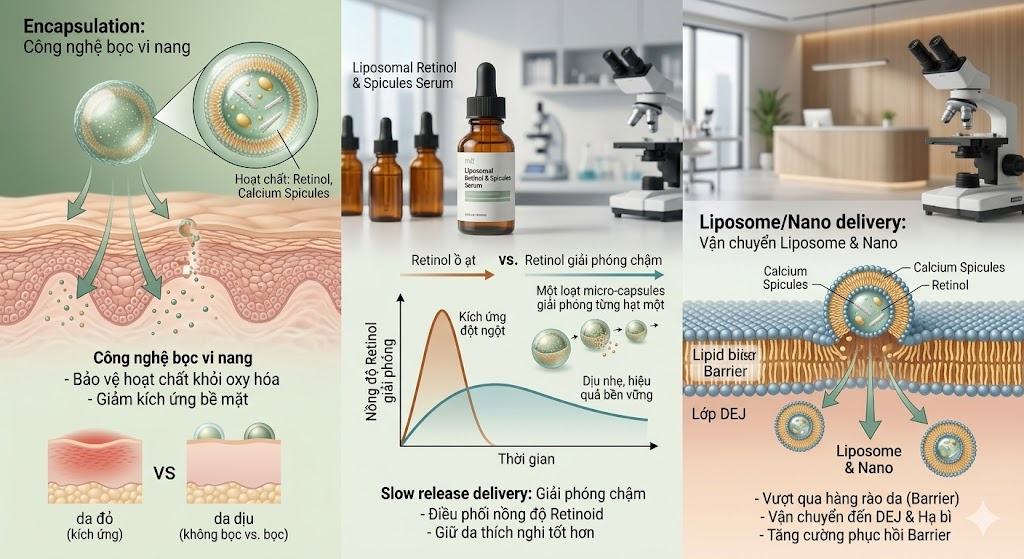 Encapsulation:
Công nghệ bọc vi nang
Hoạt chất: Retinol,
Calcium Spicules
Công nghệ bọc vi nang
- Bảo vệ hoạt chất khỏi oxy hóa
- Giảm kích ứng bề mặt
VS
da đỏ
(kích ứng)
da dịu
(không bọc vs. bọc)
Liposomal Retinol
& Spicules Serum
Liposomal
Retinol & Spicules
Serum
Retinol ồ ạt
vs.
Retinol giải phóng chậm
Một loạt micro-capsules
giải phóng từng hạt một
Kích ứng
đột ngột
Dịu nhẹ, hiệu
quả bền vững
Nồng độ Retinol
giải phóng
Thời gian
Slow release delivery: Giải phóng chậm
- Điều phối nồng độ Retinoid
- Giữ da thích nghi tốt hơn
Liposome/Nano delivery:
Vận chuyển Liposome & Nano
Calcium
Spicules
Calcium Spicules
Retinol
Lipid
Barrier
Lớp DEJ
Liposome
& Nano
- Vượt qua hàng rào da (Barrier)
- Vận chuyển đến DEJ & Hạ bì
- Tăng cường phục hồi Barrier